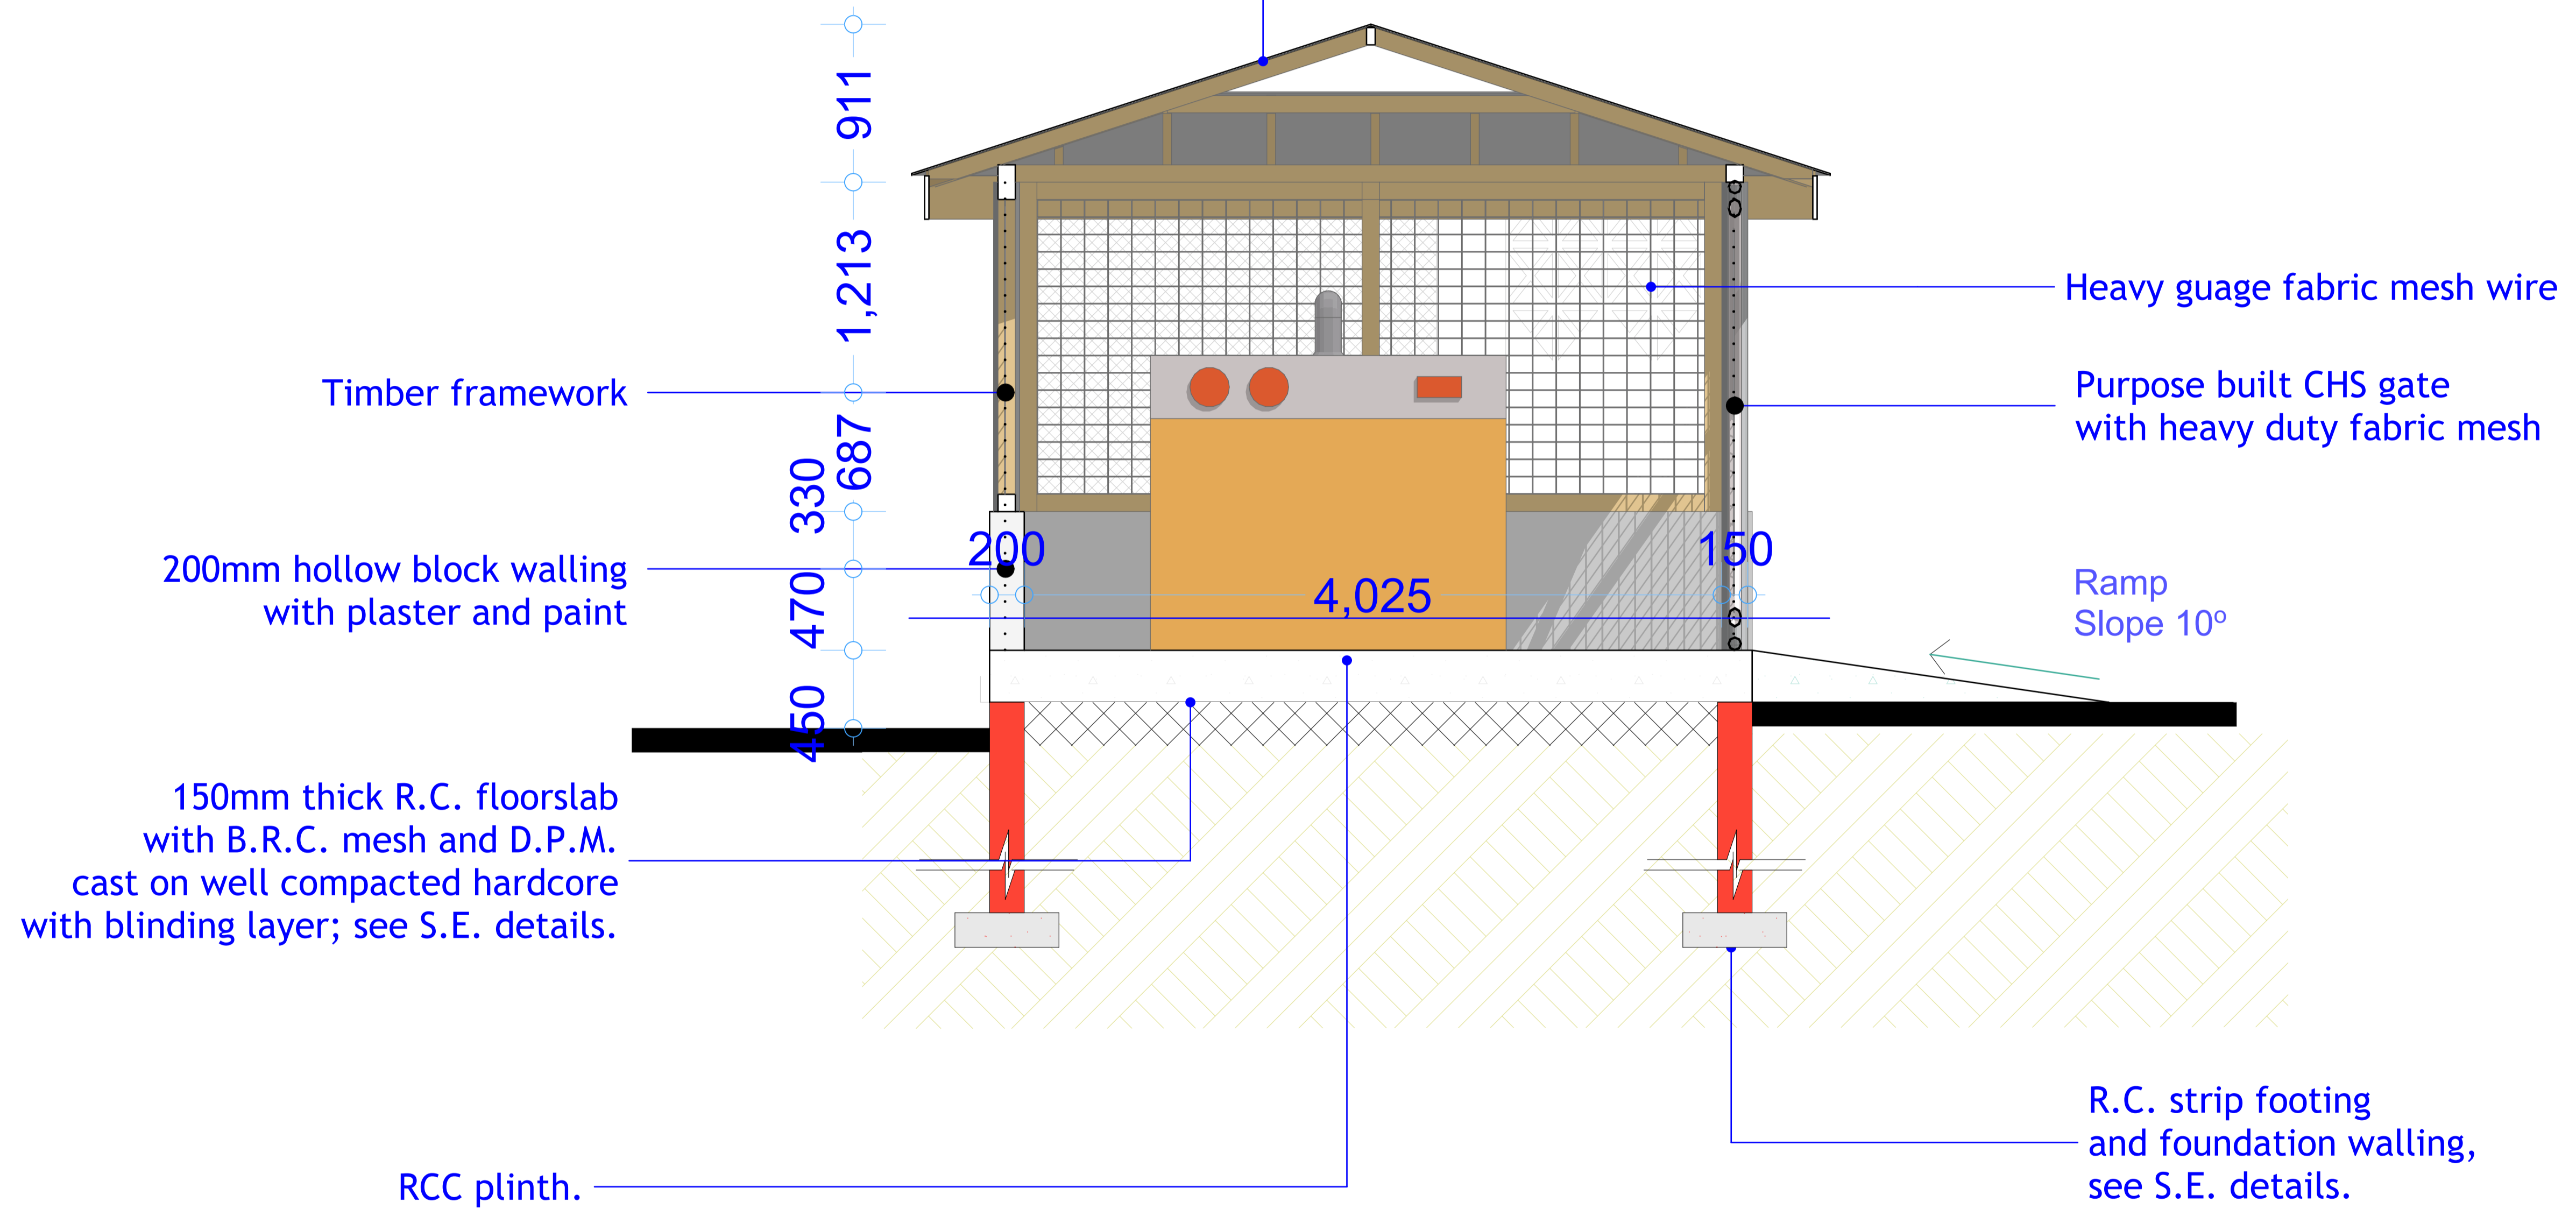 911
1,213
687
330
470
450
Timber framework
200mm hollow block walling
with plaster and paint
150mm thick R.C. floorslab
with B.R.C. mesh and D.P.M.
cast on well compacted hardcore
with blinding layer; see S.E. details.
RCC plinth.
200
4,025
150
Heavy guage fabric mesh wire
Purpose built CHS gate
with heavy duty fabric mesh
Ramp
Slope 10º
R.C. strip footing
and foundation walling,
see S.E. details.